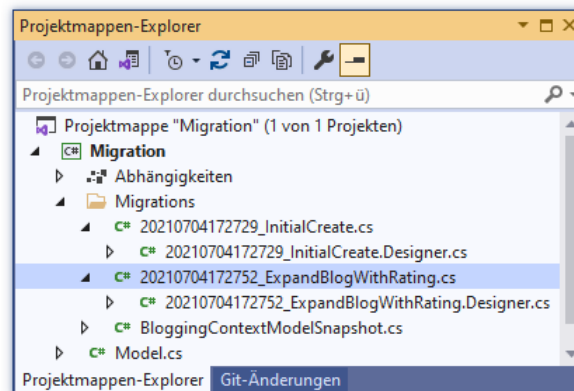 Projektmappen-Explorer
Projektmappen-Explorer durchsuchen (Strg+ü)
Projektmappe "Migration" (1 von 1 Projekten)
C# Migration
Abhängigkeiten
Migrations
C# 20210704172729_InitialCreate.cs
C# 20210704172729_InitialCreate.Designer.cs
C# 20210704172752_ExpandBlogWithRating.cs
C# 20210704172752_ExpandBlogWithRating.Designer.cs
C# BloggingContextModelSnapshot.cs
C# Model.cs
Projektmappen-Explorer Git-Änderungen